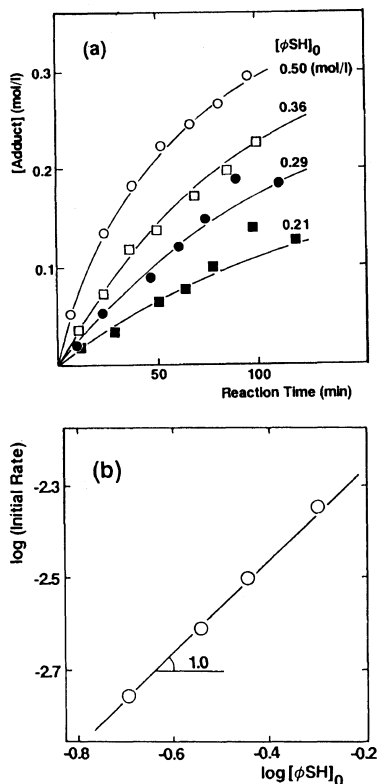 (a)
[φSH]₀
0.50 (mol/l)
0.36
0.29
0.21
[Adduct] (mol/l)
0.3
0.2
0.1
50
100
Reaction Time (min)
(b)
log (Initial Rate)
-2.3
-2.5
-2.7
1.0
-0.8
-0.6
-0.4
-0.2
log [φSH]₀